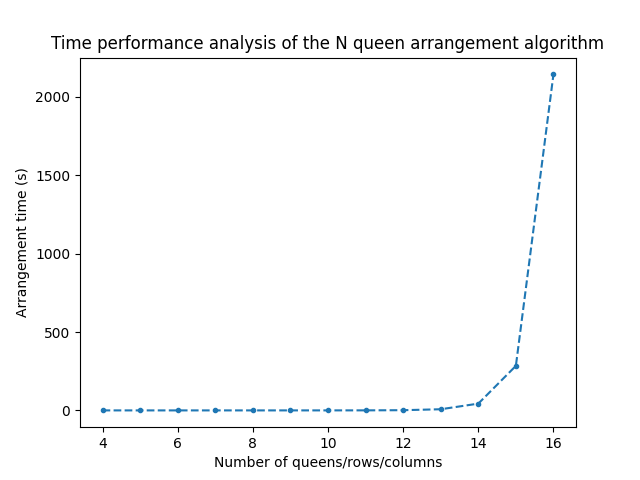 Time performance analysis of the N queen arrangement algorithm
2000
1500
1000
500
0
Arrangement time (s)
4 6 8 10 12 14 16
Number of queens/rows/columns